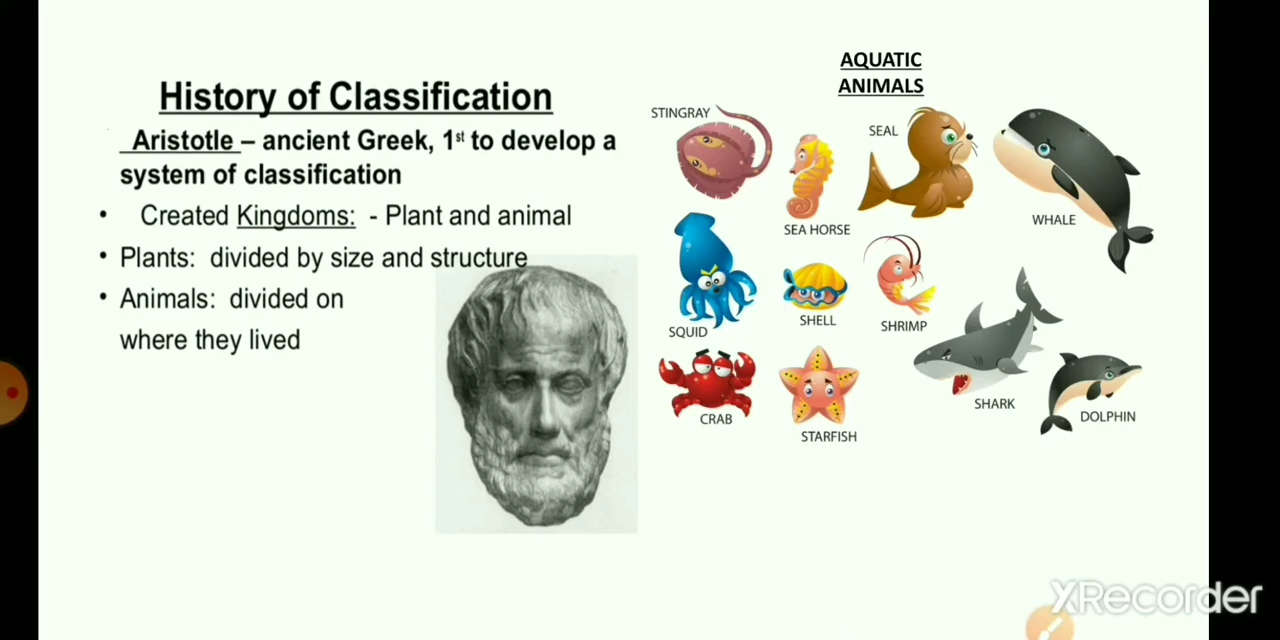 History of Classification
Aristotle – ancient Greek, 1st to develop a
system of classification
• Created Kingdoms: - Plant and animal
• Plants: divided by size and structure
• Animals: divided on
where they lived
AQUATIC
ANIMALS
STINGRAY
SEA HORSE
SEAL
WHALE
SQUID
SHELL
SHRIMP
CRAB
STARFISH
SHARK
DOLPHIN
XRecorder